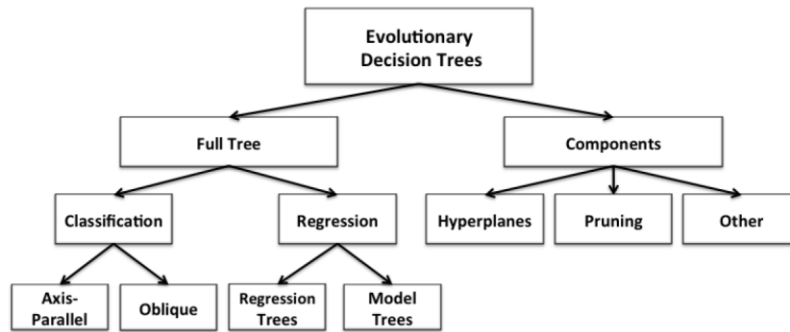 Evolutionary
Decision Trees
Full Tree
Components
Classification
Regression
Hyperplanes
Pruning
Other
Axis-
Parallel
Oblique
Regression
Trees
Model
Trees